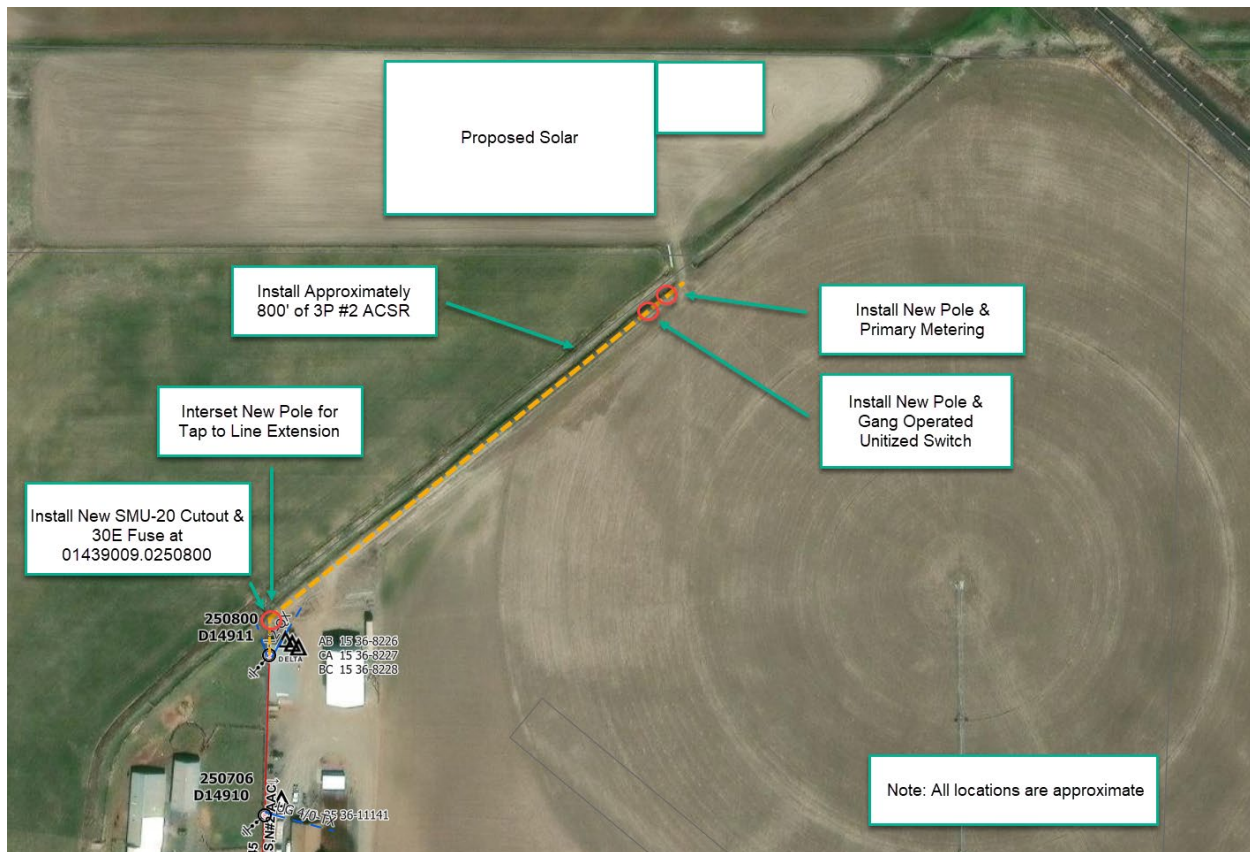 Proposed Solar
Install Approximately
800' of 3P #2 ACSR
Install New Pole &
Primary Metering
Interset New Pole for
Tap to Line Extension
Install New Pole &
Gang Operated
Unitized Switch
Install New SMU-20 Cutout &
30E Fuse at
01439009.0250800
250800
D14911
DELTA
AB 15 36-8226
CA 15 36-8227
BC 15 36-8228
250706
D14910
36-11141
Note: All locations are approximate